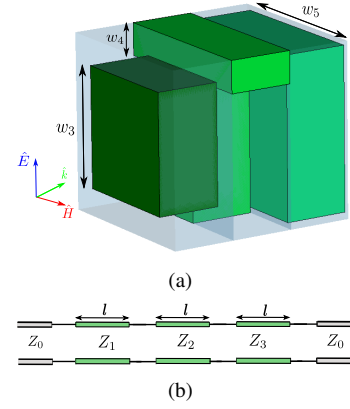 w₅
w₄
w₃
Ê
k̂
Ĥ
(a)
l l l
Z₀ Z₁ Z₂ Z₃ Z₀
(b)